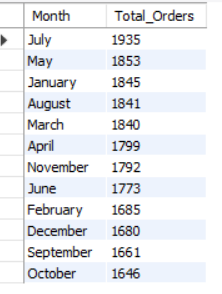 Month Total_Orders
July 1935
May 1853
January 1845
August 1841
March 1840
April 1799
November 1792
June 1773
February 1685
December 1680
September 1661
October 1646